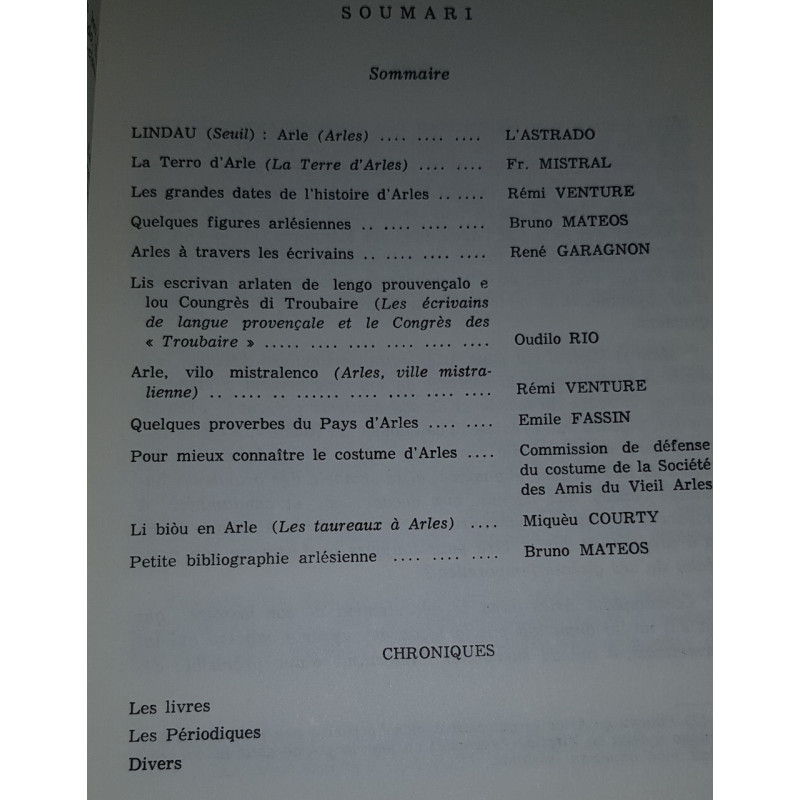 SOUMARI
Sommaire
LINDAU (Seuil) : Arle (Arles) .... .... .... L'ASTRADO
La Terro d'Arle (La Terre d'Arles) .... .... Fr. MISTRAL
Les grandes dates de l'histoire d'Arles .. .... Rémi VENTURE
Quelques figures arlésiennes .. .... .... .... Bruno MATEOS
Arles à travers les écrivains .. .... .... .... René GARAGNON
Lis escrivan arlaten de lengo prouvençalo e
lou Coungrès di Troubaire (Les écrivains
de langue provençale et le Congrès des
« Troubaire » ..... .... .... .... .... .... Oudilo RIO
Arle, vilo mistralenco (Arles, ville mistra-
lienne) .. .... .. ...... .... .... .... .... Rémi VENTURE
Quelques proverbes du Pays d'Arles .... .... Emile FASSIN
Pour mieux connaître le costume d'Arles .... Commission de défense
du costume de la Société
des Amis du Vieil Arles
Li biòu en Arle (Les taureaux à Arles) .... Miquèu COURTY
Petite bibliographie arlésienne .... .... .... Bruno MATEOS
CHRONIQUES
Les livres
Les Périodiques
Divers